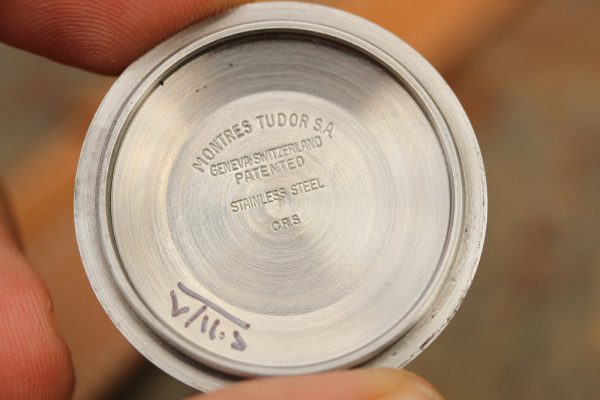 MONTRES TUDOR S.A.
GENEVA·SWITZERLAND
PATENTED
STAINLESS STEEL
C.R.S